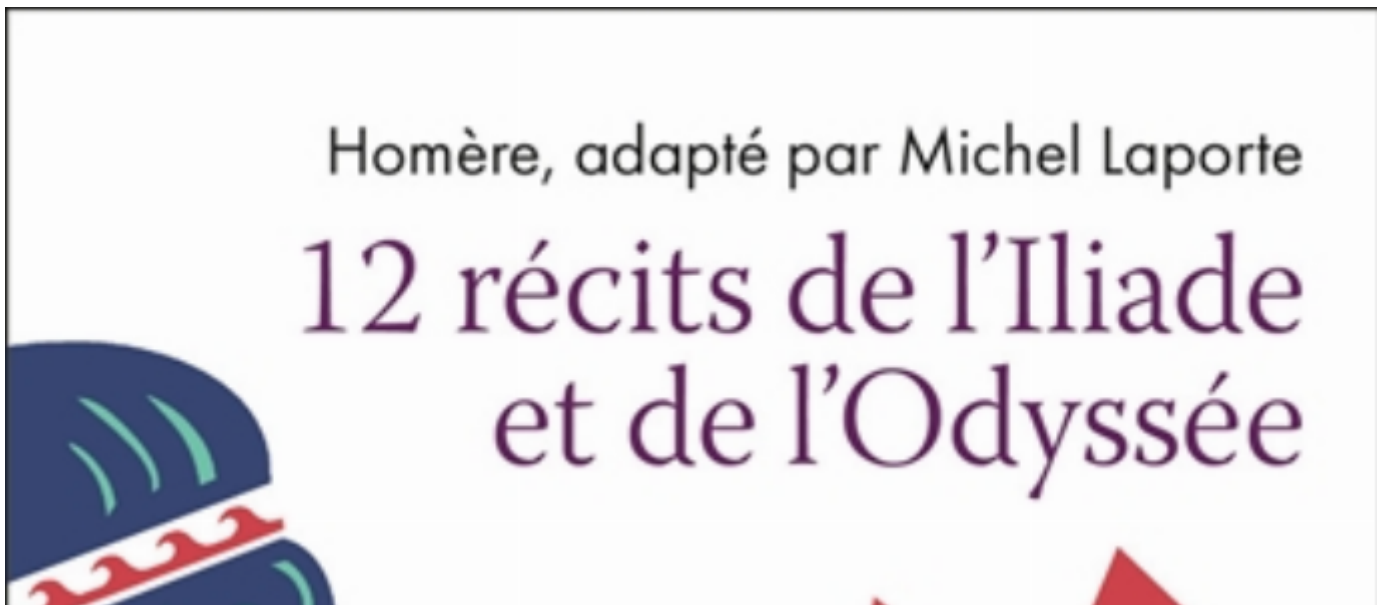 Homère, adapté par Michel Laporte
12 récits de l'Iliade
et de l'Odyssée